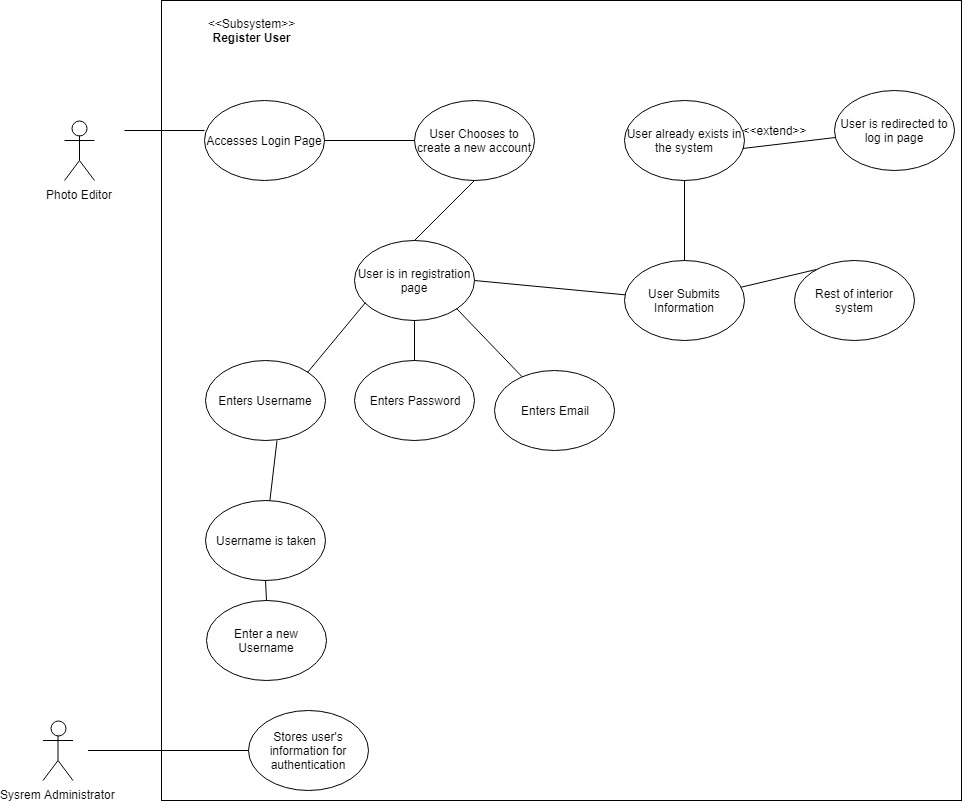 <<Subsystem>>
Register User
Accesses Login Page
User Chooses to
create a new account
User already exists in
the system
<<extend>>
User is redirected to
log in page
Photo Editor
User is in registration
page
User Submits
Information
Rest of interior
system
Enters Username
Enters Password
Enters Email
Username is taken
Enter a new
Username
Stores user's
information for
authentication
Sysrem Administrator